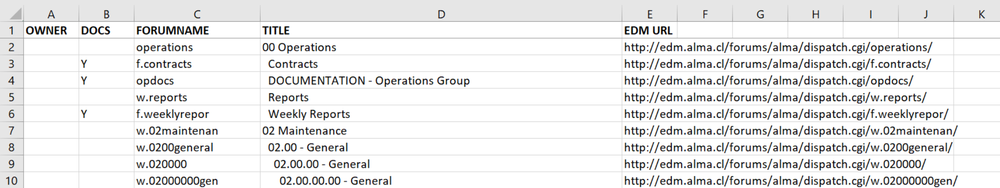 A B C D E F G H I J K
1 OWNER DOCS FORUMNAME TITLE EDM URL
2 operations 00 Operations http://edm.alma.cl/forums/alma/dispatch.cgi/operations/
3 Y f.contracts Contracts http://edm.alma.cl/forums/alma/dispatch.cgi/f.contracts/
4 Y opdocs DOCUMENTATION - Operations Group http://edm.alma.cl/forums/alma/dispatch.cgi/opdocs/
5 w.reports Reports http://edm.alma.cl/forums/alma/dispatch.cgi/w.reports/
6 Y f.weeklyrepor Weekly Reports http://edm.alma.cl/forums/alma/dispatch.cgi/f.weeklyrepor/
7 w.02maintenan 02 Maintenance http://edm.alma.cl/forums/alma/dispatch.cgi/w.02maintenan/
8 w.0200general 02.00 - General http://edm.alma.cl/forums/alma/dispatch.cgi/w.0200general/
9 w.020000 02.00.00 - General http://edm.alma.cl/forums/alma/dispatch.cgi/w.020000/
10 w.02000000gen 02.00.00.00 - General http://edm.alma.cl/forums/alma/dispatch.cgi/w.02000000gen/